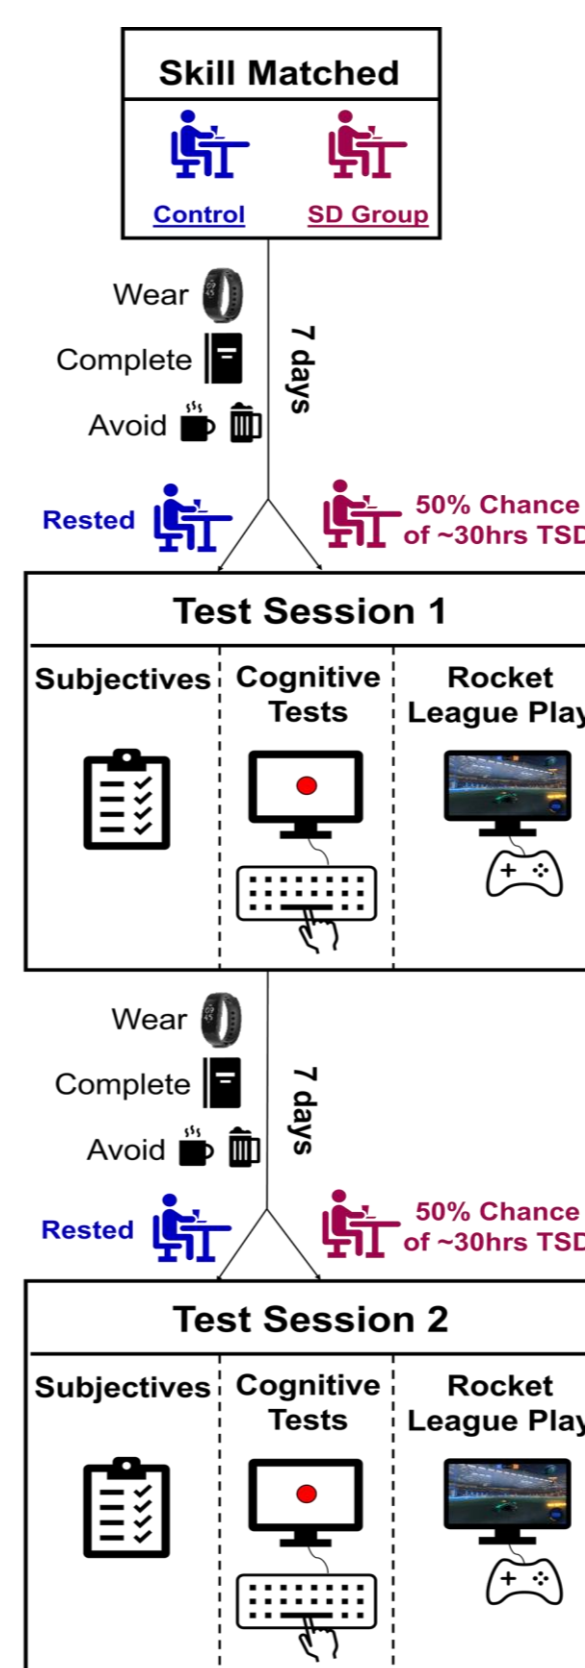 Skill Matched
Control
SD Group
Wear
Complete
Avoid
7 days
Rested
50% Chance
of ~30hrs TSD
Test Session 1
Subjectives
Cognitive
Tests
Rocket
League Play
Wear
Complete
Avoid
7 days
Rested
50% Chance
of ~30hrs TSD
Test Session 2
Subjectives
Cognitive
Tests
Rocket
League Play